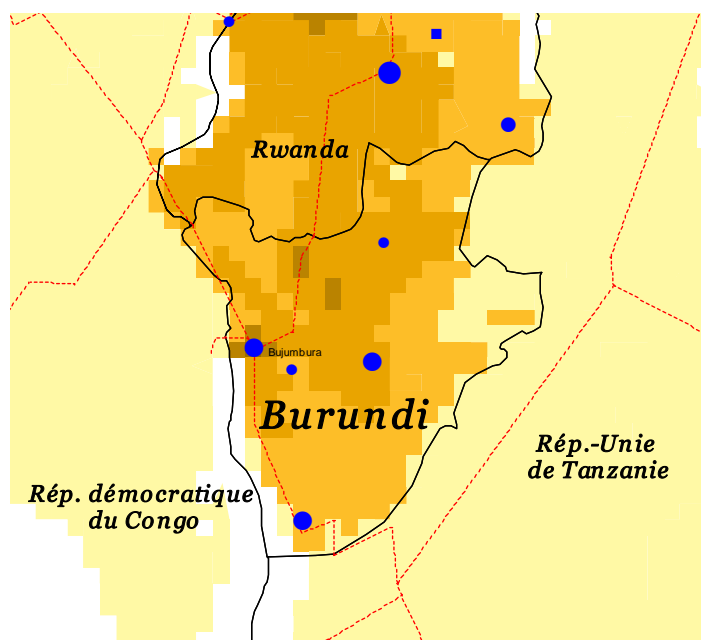 Rwanda
Bujumbura
Burundi
Rép.-Unie
de Tanzanie
Rép. démocratique
du Congo